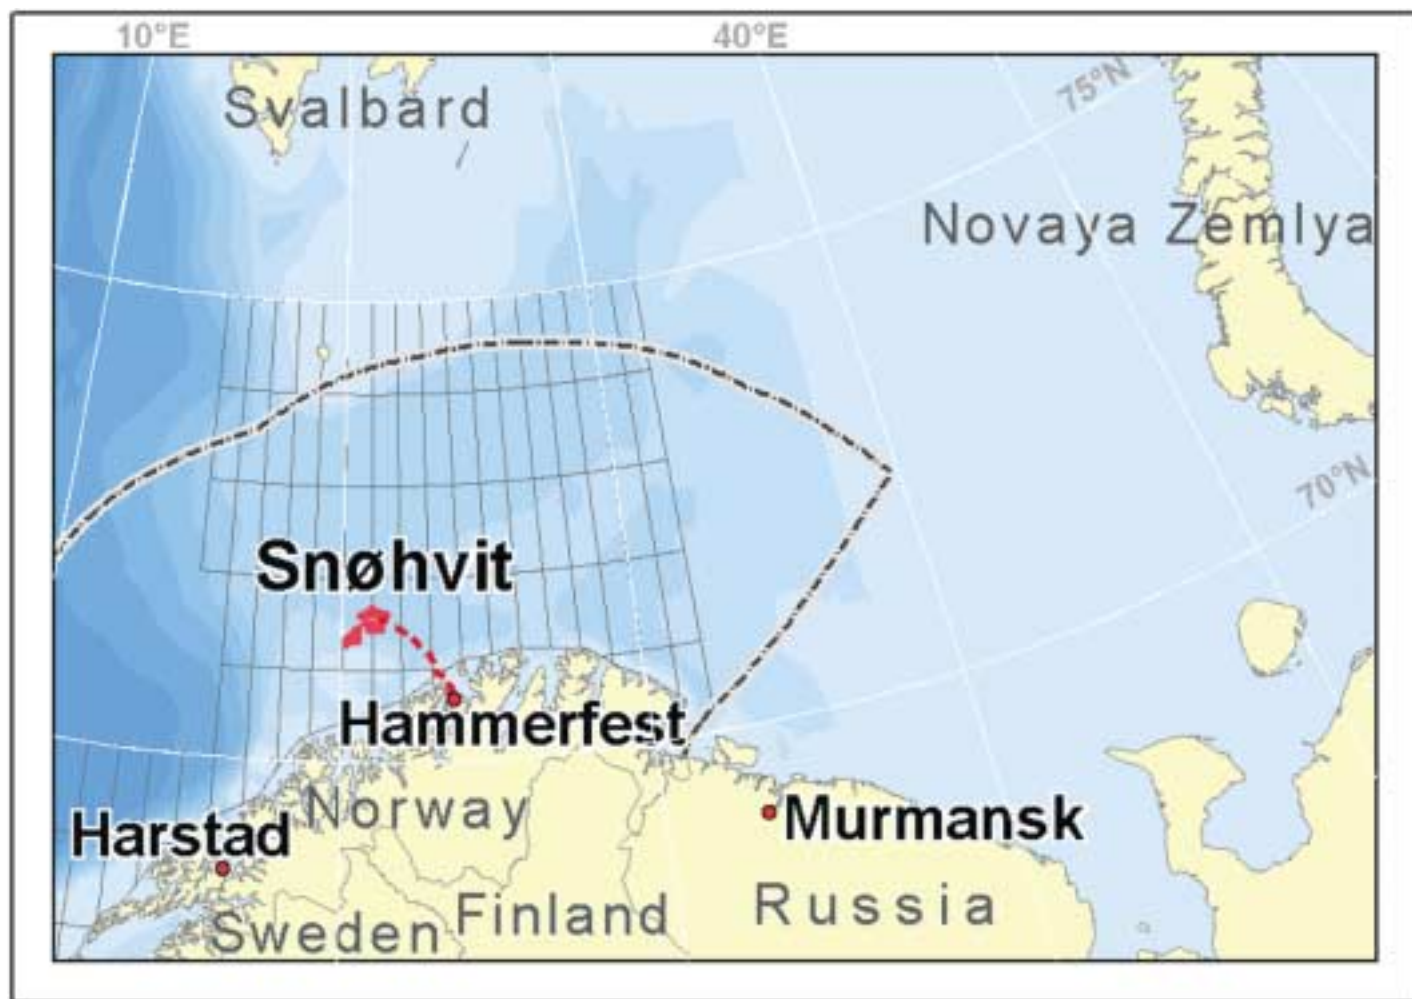 10°E
40°E
75°N
Svalbard
Novaya Zemlya
70°N
Snøhvit
Hammerfest
Norway
Murmansk
Harstad
Russia
Finland
Sweden